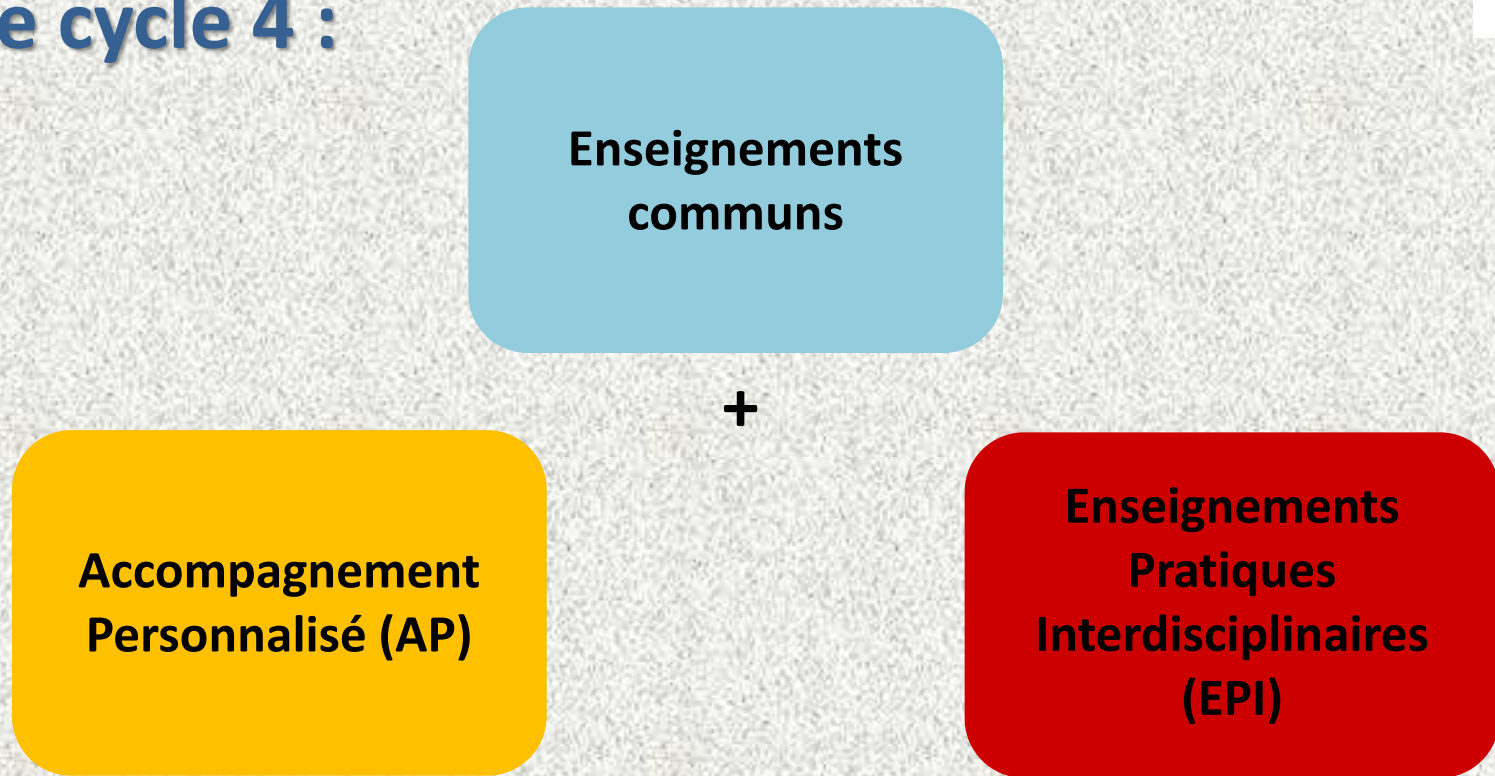 e cycle 4 :
Enseignements
communs
+
Accompagnement
Personnalisé (AP)
Enseignements
Pratiques
Interdisciplinaires
(EPI)